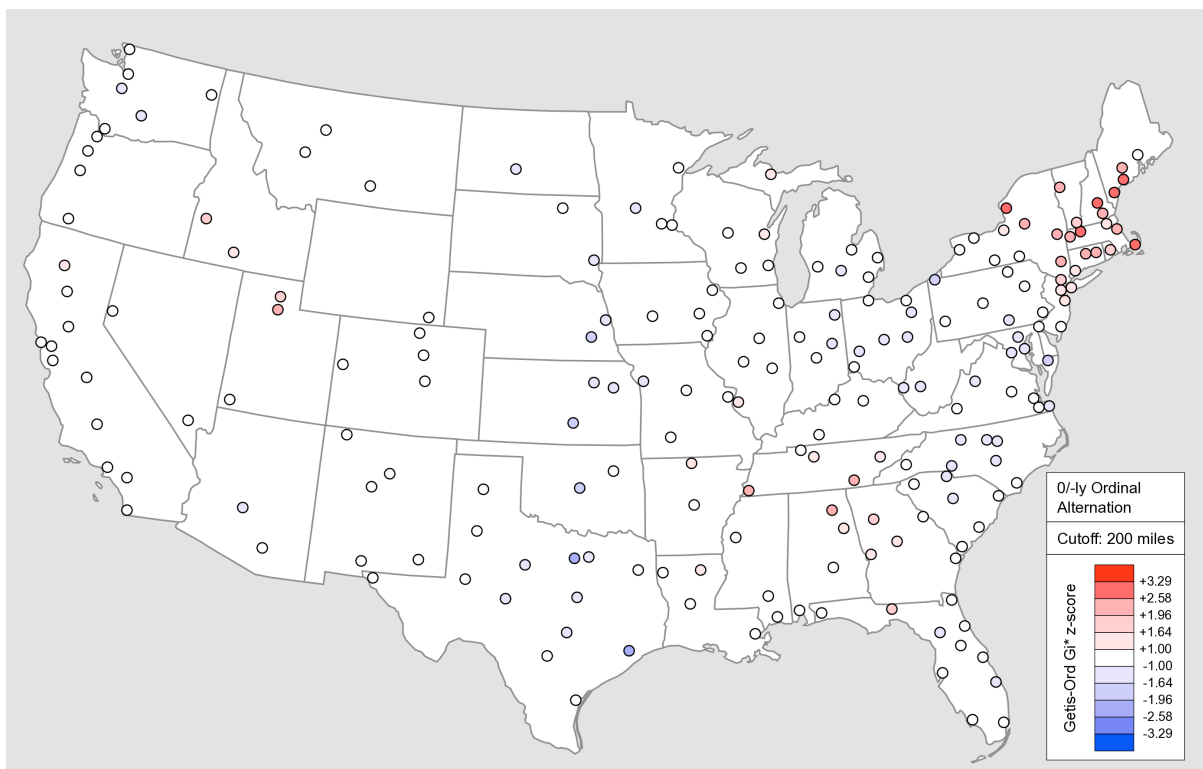 0/-ly Ordinal
Alternation
Cutoff: 200 miles
Getis-Ord Gi* z-score
+3.29
+2.58
+1.96
+1.64
+1.00
-1.00
-1.64
-1.96
-2.58
-3.29